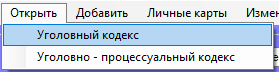 Открыть Добавить Личные карты
Уголовный кодекс
Уголовно - процессуальный кодекс